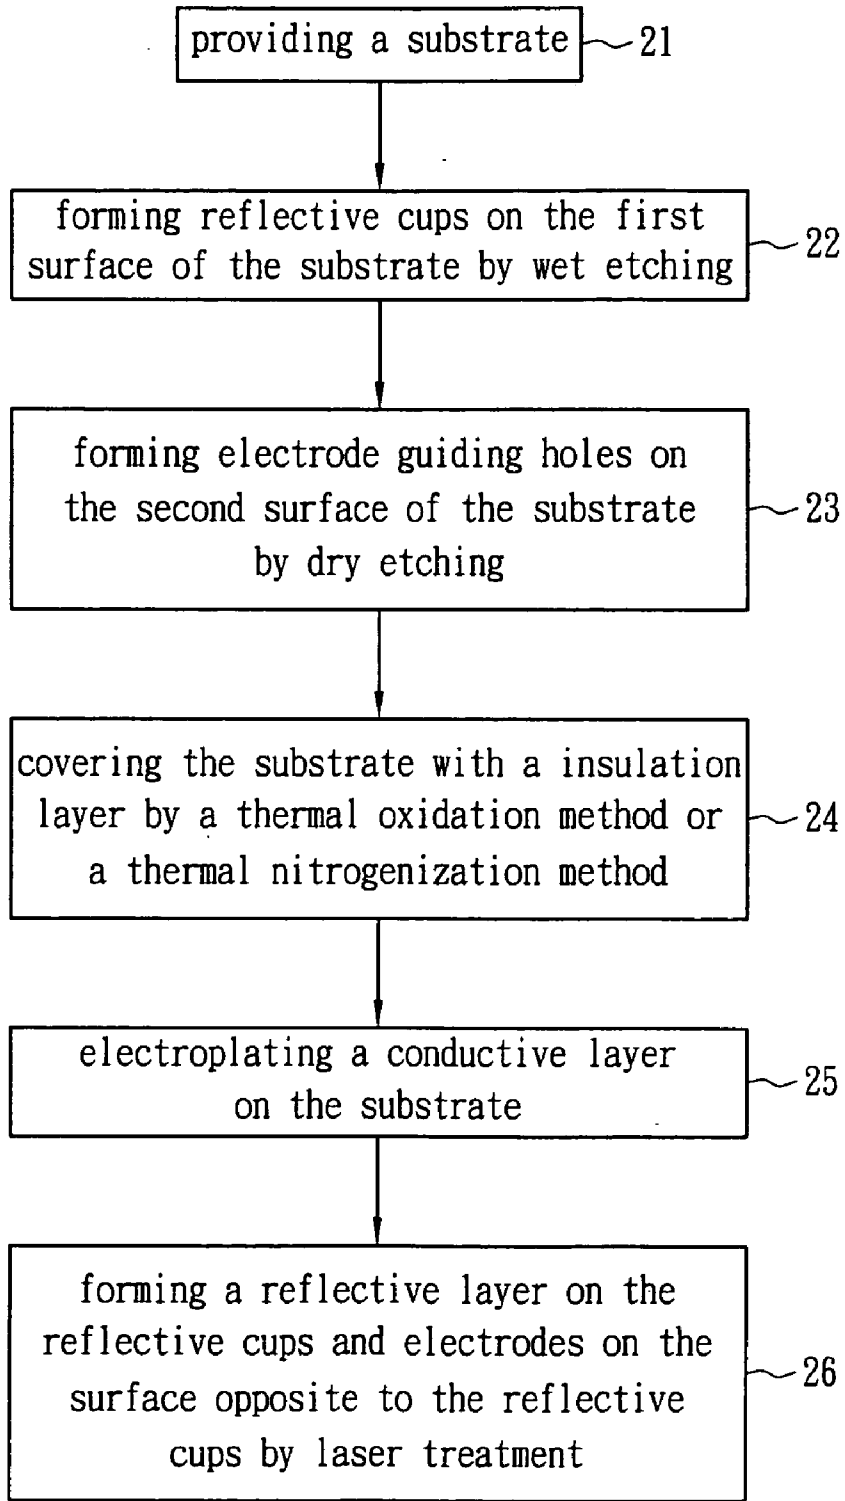 providing a substrate 21
forming reflective cups on the first
surface of the substrate by wet etching 22
forming electrode guiding holes on
the second surface of the substrate 23
by dry etching
covering the substrate with a insulation
layer by a thermal oxidation method or 24
a thermal nitrogenization method
electroplating a conductive layer 25
on the substrate
forming a reflective layer on the
reflective cups and electrodes on the
surface opposite to the reflective 26
cups by laser treatment